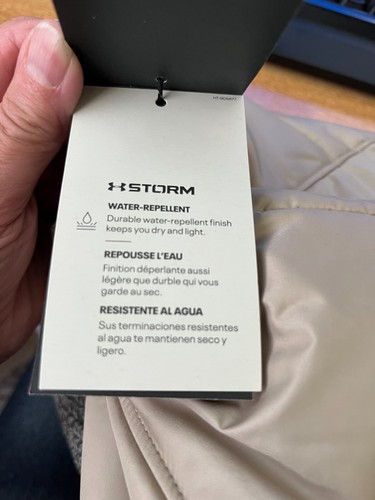 STORM
WATER-REPELLENT
Durable water-repellent finish
keeps you dry and light.
REPOUSSE L'EAU
Finition déperlante aussi
légère que durble qui vous
garde au sec.
RESISTENTE AL AGUA
Sus terminaciones resistentes
al agua te mantienen seco y
ligero.